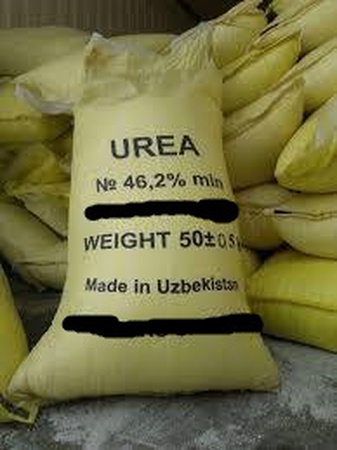 UREA
№ 46,2% min
WEIGHT 50±0,5
Made in Uzbekistan